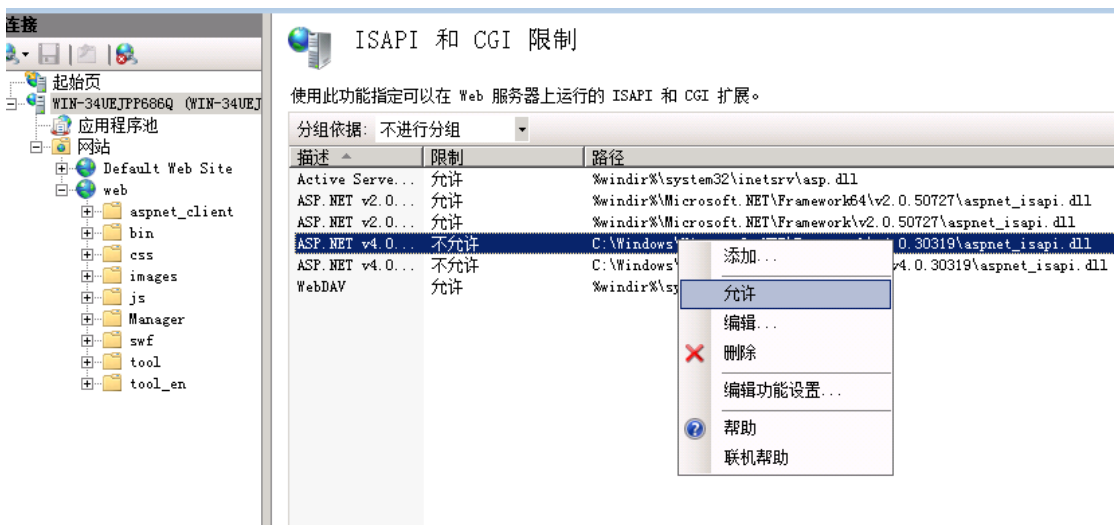 连接
起始页
WIN-34UEJPP686Q (WIN-34UEJ
应用程序池
网站
Default Web Site
web
aspnet_client
bin
css
images
js
Manager
swf
tool
tool_en
ISAPI 和 CGI 限制
使用此功能指定可以在 Web 服务器上运行的 ISAPI 和 CGI 扩展。
分组依据: 不进行分组
描述 限制 路径
Active Serve... 允许 %windir%\system32\inetsrv\asp.dll
ASP.NET v2.0... 允许 %windir%\Microsoft.NET\Framework64\v2.0.50727\aspnet_isapi.dll
ASP.NET v2.0... 允许 %windir%\Microsoft.NET\Framework\v2.0.50727\aspnet_isapi.dll
ASP.NET v4.0... 不允许 C:\Windows\ 0.30319\aspnet_isapi.dll
ASP.NET v4.0... 不允许 C:\Windows\ v4.0.30319\aspnet_isapi.dll
WebDAV 允许 %windir%\sy
添加...
允许
编辑...
删除
编辑功能设置...
帮助
联机帮助